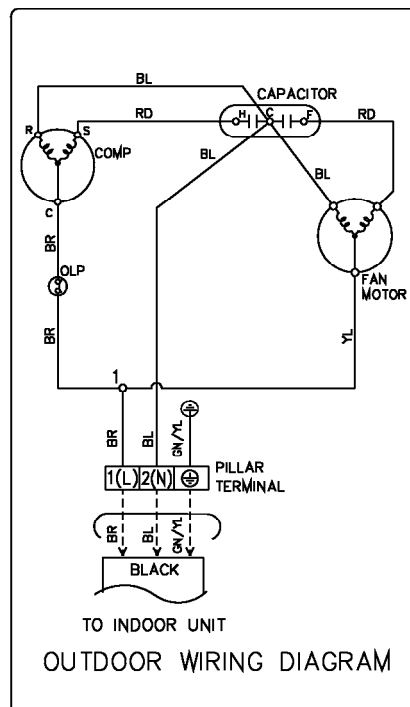 BL
CAPACITOR
R
S
RD
H
C
F
RD
COMP
BL
BL
C
BR
OLP
FAN
MOTOR
BR
YL
1
BR
BL
GN/YL
1(L)
2(N)
PILLAR
TERMINAL
BR
BL
GN/YL
BLACK
TO INDOOR UNIT
OUTDOOR WIRING DIAGRAM